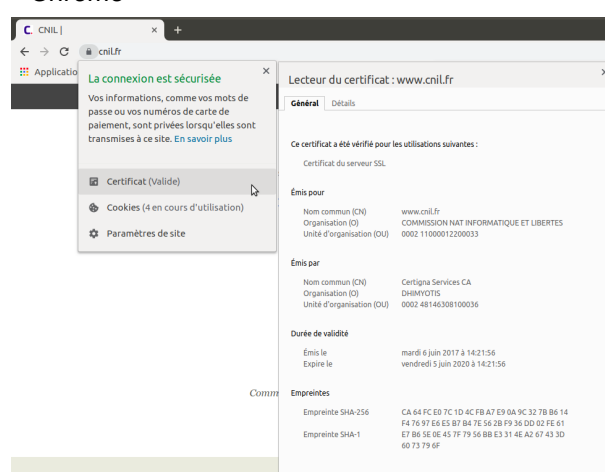 Chrome
C. CNIL | × +
cnil.fr
Applicatio
La connexion est sécurisée ×
Vos informations, comme vos mots de
passe ou vos numéros de carte de
paiement, sont privées lorsqu'elles sont
transmises à ce site. En savoir plus
Certificat (Valide)
Cookies (4 en cours d'utilisation)
Paramètres de site
Comm
Lecteur du certificat : www.cnil.fr ×
Général Détails
Ce certificat a été vérifié pour les utilisations suivantes :
Certificat du serveur SSL
Émis pour
Nom commun (CN) www.cnil.fr
Organisation (O) COMMISSION NAT INFORMATIQUE ET LIBERTES
Unité d'organisation (OU) 0002 11000012200033
Émis par
Nom commun (CN) Certigna Services CA
Organisation (O) DHIMYOTIS
Unité d'organisation (OU) 0002 48146308100036
Durée de validité
Émis le mardi 6 juin 2017 à 14:21:56
Expire le vendredi 5 juin 2020 à 14:21:56
Empreintes
Empreinte SHA-256 CA 64 FC E0 7C 1D 4C FB A7 E9 0A 9C 32 7B B6 14
F4 76 97 E6 E5 B7 B4 7E 56 2B F9 36 DD 02 FE 61
Empreinte SHA-1 E7 B6 5E 0E 45 7F 79 56 BB E3 31 4E A2 67 43 3D
60 73 79 6F